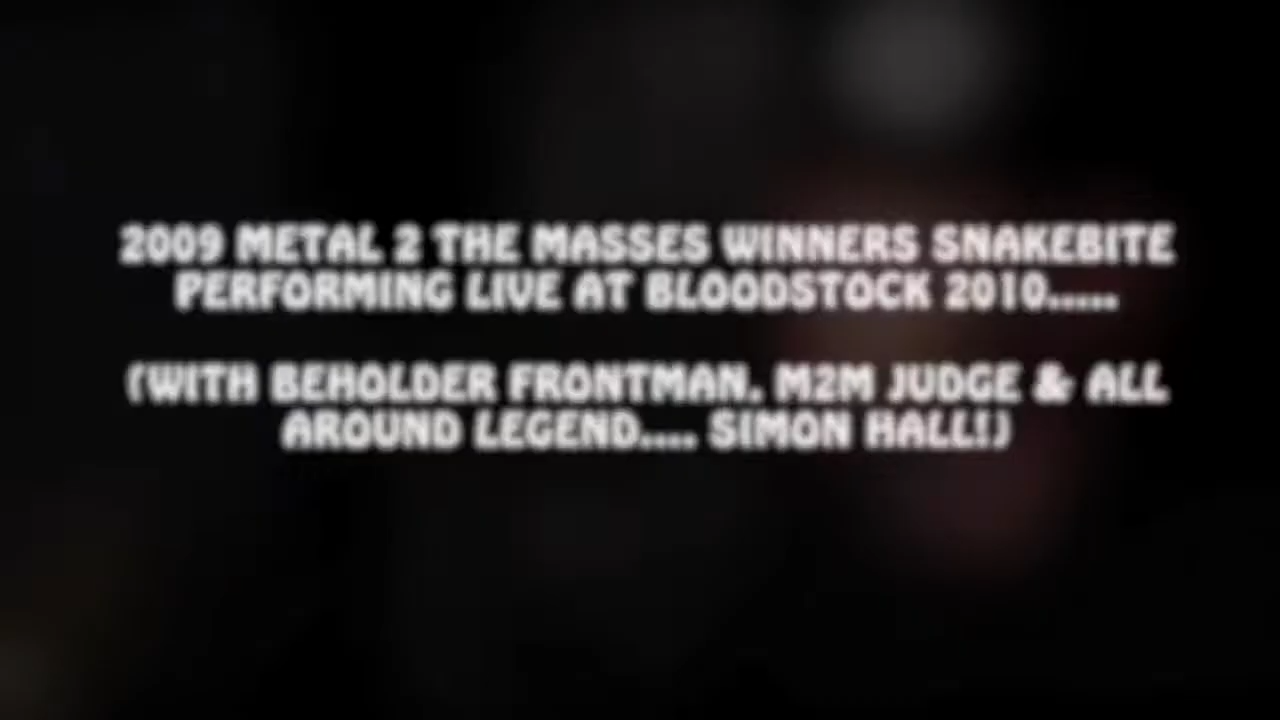 2009 METAL 2 THE MASSES WINNERS SNAKEBITE
PERFORMING LIVE AT BLOODSTOCK 2010.....
(WITH BEHOLDER FRONTMAN, M2M JUDGE & ALL
AROUND LEGEND.... SIMON HALL!)